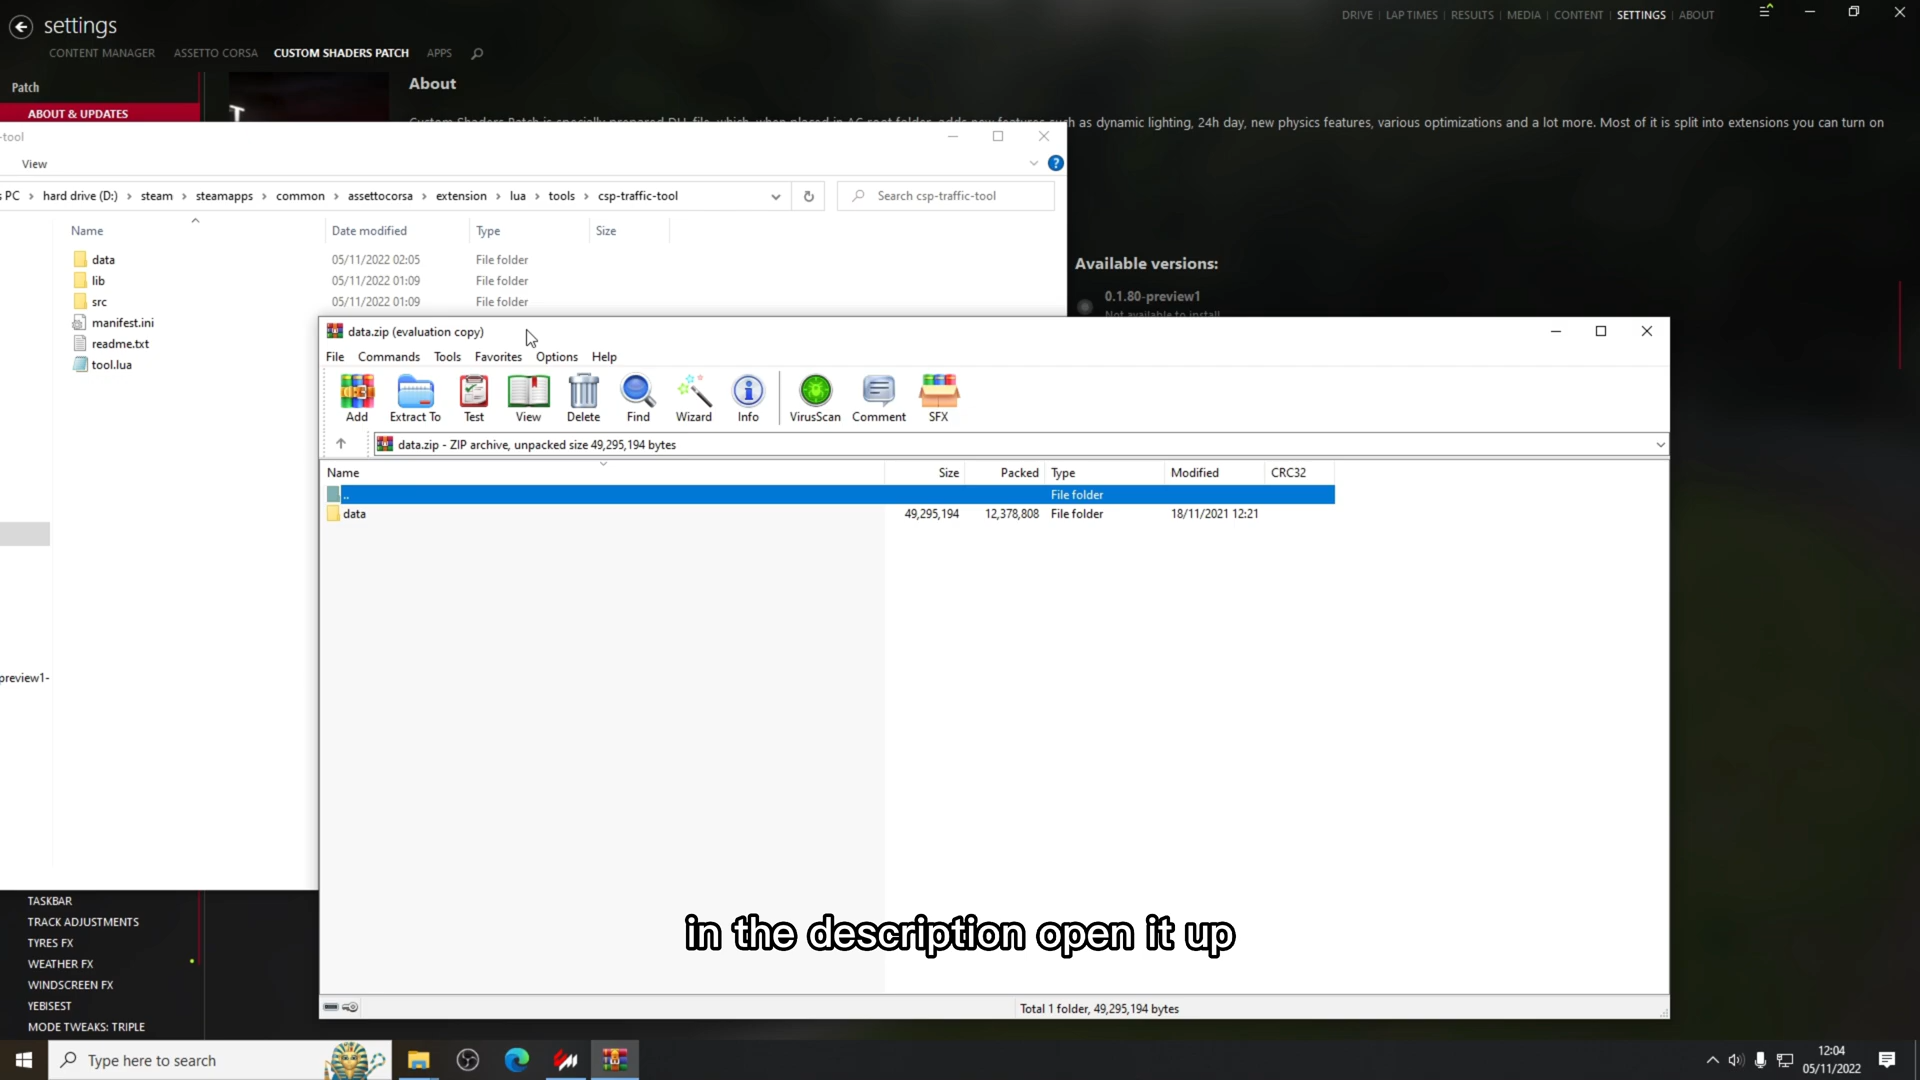 settings
DRIVE | LAP TIMES | RESULTS | MEDIA | CONTENT | SETTINGS | ABOUT
CONTENT MANAGER ASSETTO CORSA CUSTOM SHADERS PATCH APPS
Patch
ABOUT & UPDATES
About
as dynamic lighting, 24h day, new physics features, various optimizations and a lot more. Most of it is split into extensions you can turn on
-tool
View
s PC › hard drive (D:) › steam › steamapps › common › assettocorsa › extension › lua › tools › csp-traffic-tool
Search csp-traffic-tool
Name Date modified Type Size
data 05/11/2022 02:05 File folder
lib 05/11/2022 01:09 File folder
src 05/11/2022 01:09 File folder
manifest.ini
readme.txt
tool.lua
preview1-
Available versions:
0.1.80-preview1
Not available to install
data.zip (evaluation copy)
File Commands Tools Favorites Options Help
Add Extract To Test View Delete Find Wizard Info VirusScan Comment SFX
data.zip - ZIP archive, unpacked size 49,295,194 bytes
Name Size Packed Type Modified CRC32
.. File folder
data 49,295,194 12,378,808 File folder 18/11/2021 12:21
in the description open it up
Total 1 folder, 49,295,194 bytes
TASKBAR
TRACK ADJUSTMENTS
TYRES FX
WEATHER FX
WINDSCREEN FX
YEBISEST
MODE TWEAKS: TRIPLE
Type here to search
12:04
05/11/2022